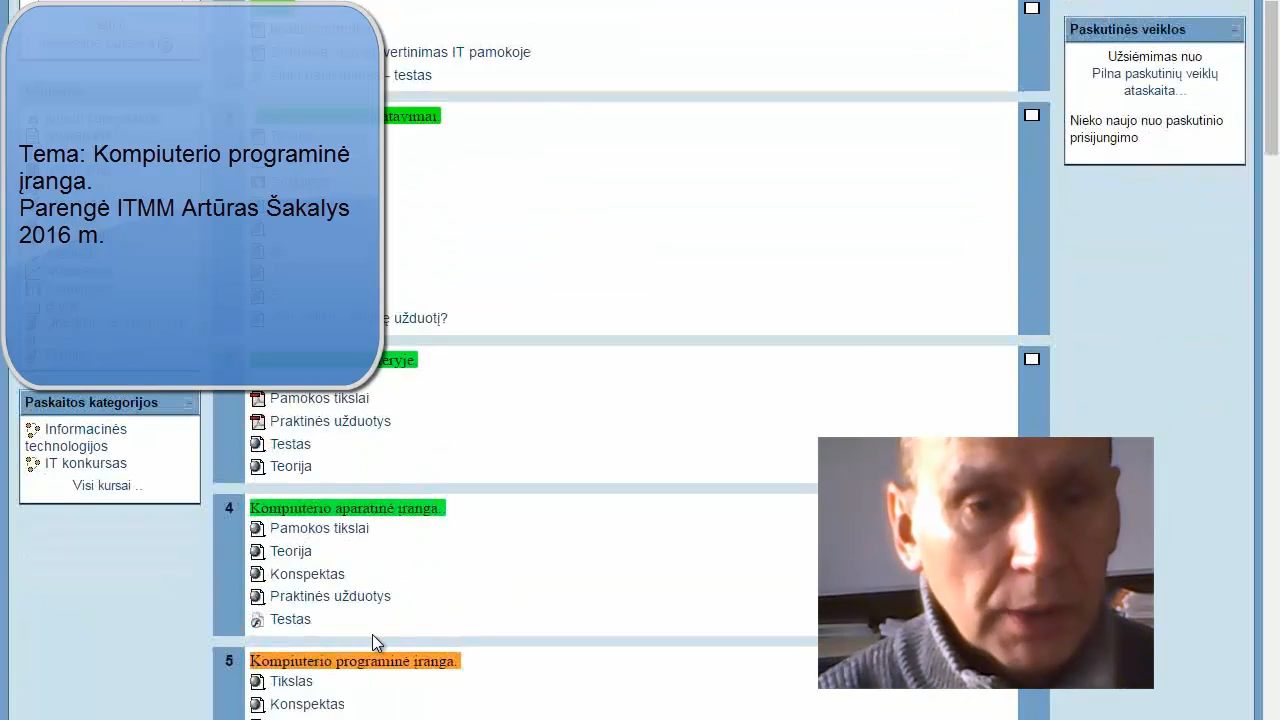 Tema: Kompiuterio programinė
įranga.
Parengė ITMM Artūras Šakalys
2016 m.
vertinimas IT pamokoje
- testas
užduotį?
Pamokos tikslai
Praktinės užduotys
Testas
Teorija
4
Kompiuterio aparatinė įranga.
Pamokos tikslai
Teorija
Konspektas
Praktinės užduotys
Testas
5
Kompiuterio programinė įranga.
Tikslas
Konspektas
Paskaitos kategorijos
Informacinės
technologijos
IT konkursas
Visi kursai ..
Paskutinės veiklos
Užsiėmimas nuo
Pilna paskutinių veiklų
ataskaita...
Nieko naujo nuo paskutinio
prisijungimo